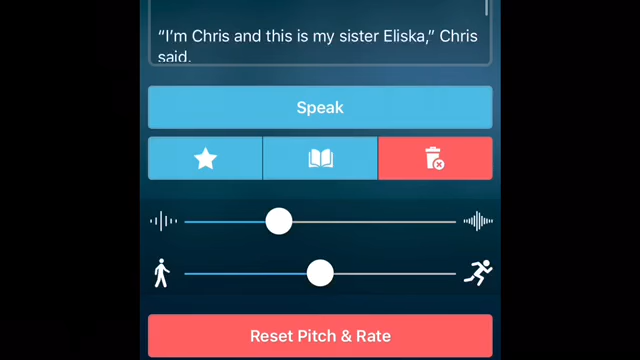 “I’m Chris and this is my sister Eliska,” Chris
said.
Speak
Reset Pitch & Rate